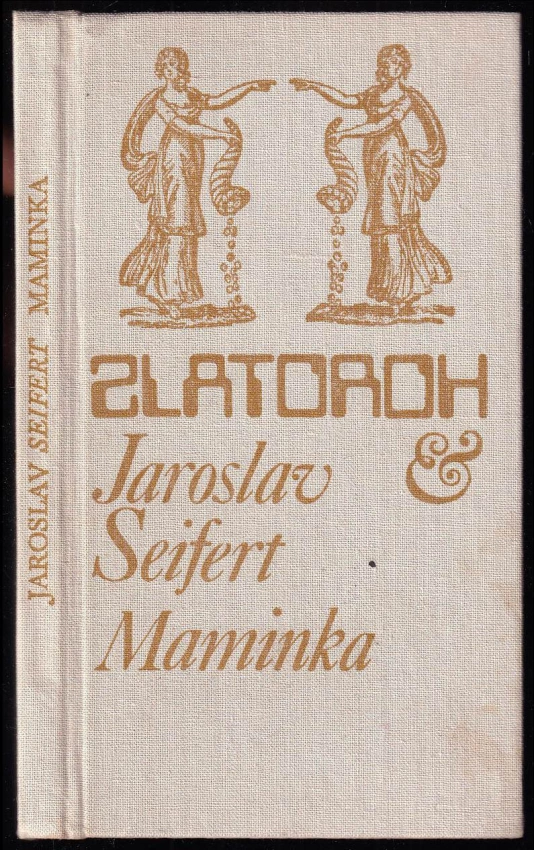 JAROSLAV SEIFERT MAMINKA
ZLATOROH
Jaroslav &
Seifert
Maminka